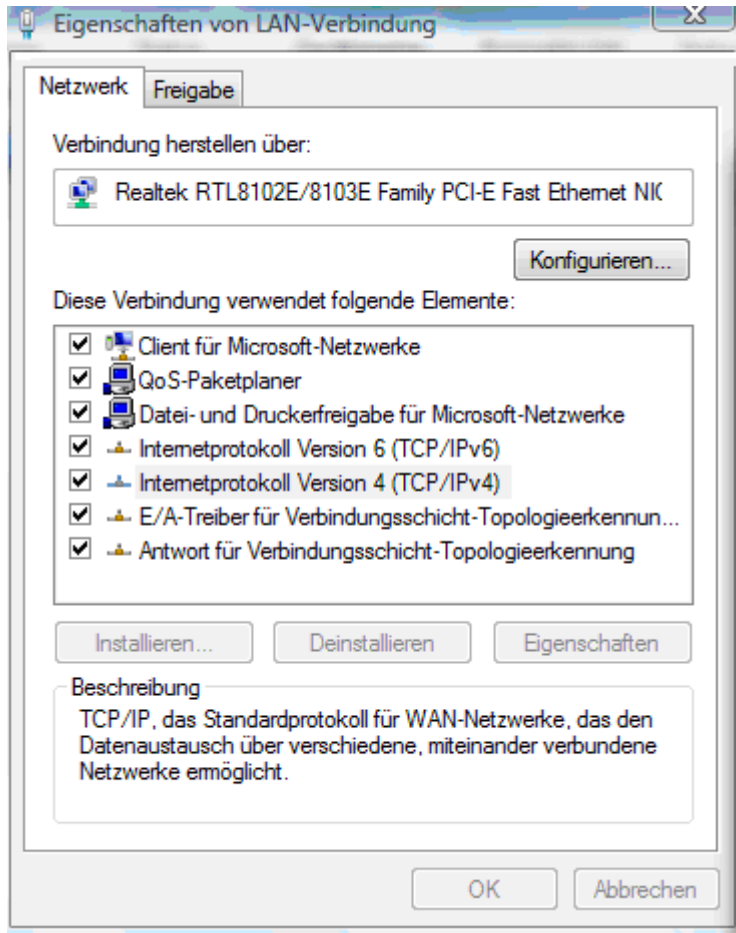 Eigenschaften von LAN-Verbindung
Netzwerk
Freigabe
Verbindung herstellen über:
Realtek RTL8102E/8103E Family PCI-E Fast Ethernet NIC
Konfigurieren...
Diese Verbindung verwendet folgende Elemente:
Client für Microsoft-Netzwerke
QoS-Paketplaner
Datei- und Druckerfreigabe für Microsoft-Netzwerke
Internetprotokoll Version 6 (TCP/IPv6)
Internetprotokoll Version 4 (TCP/IPv4)
E/A-Treiber für Verbindungsschicht-Topologieerkennun...
Antwort für Verbindungsschicht-Topologieerkennung
Installieren...
Deinstallieren
Eigenschaften
Beschreibung
TCP/IP, das Standardprotokoll für WAN-Netzwerke, das den
Datenaustausch über verschiedene, miteinander verbundene
Netzwerke ermöglicht.
OK
Abbrechen